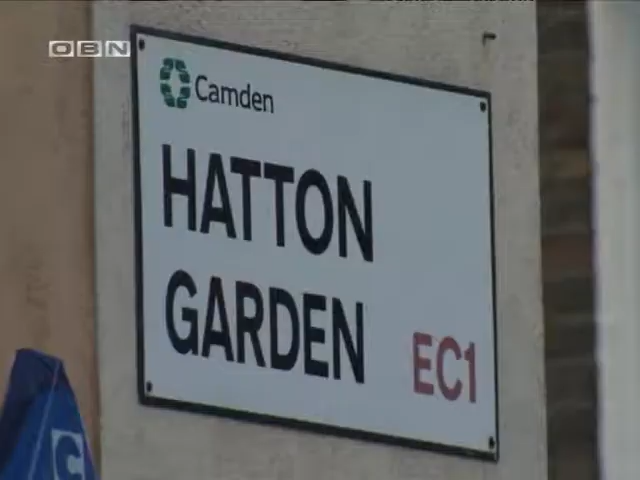 OBN
Camden
HATTON
GARDEN
EC1
C